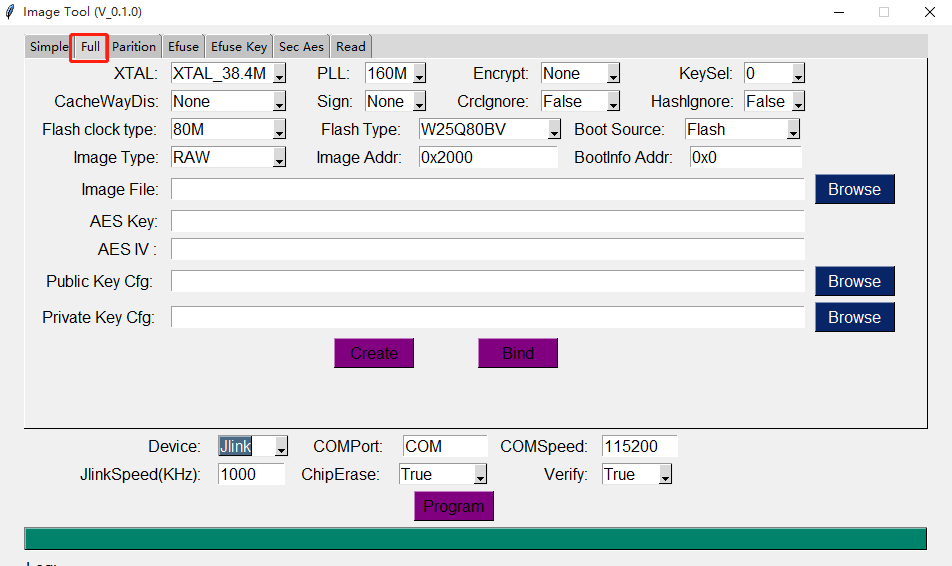 Image Tool (V_0.1.0)
Simple Full Parition Efuse Efuse Key Sec Aes Read
XTAL: XTAL_38.4M PLL: 160M Encrypt: None KeySel: 0
CacheWayDis: None Sign: None CrcIgnore: False HashIgnore: False
Flash clock type: 80M Flash Type: W25Q80BV Boot Source: Flash
Image Type: RAW Image Addr: 0x2000 BootInfo Addr: 0x0
Image File: Browse
AES Key:
AES IV :
Public Key Cfg: Browse
Private Key Cfg: Browse
Create Bind
Device: Jlink COMPort: COM COMSpeed: 115200
JlinkSpeed(KHz): 1000 ChipErase: True Verify: True
Program